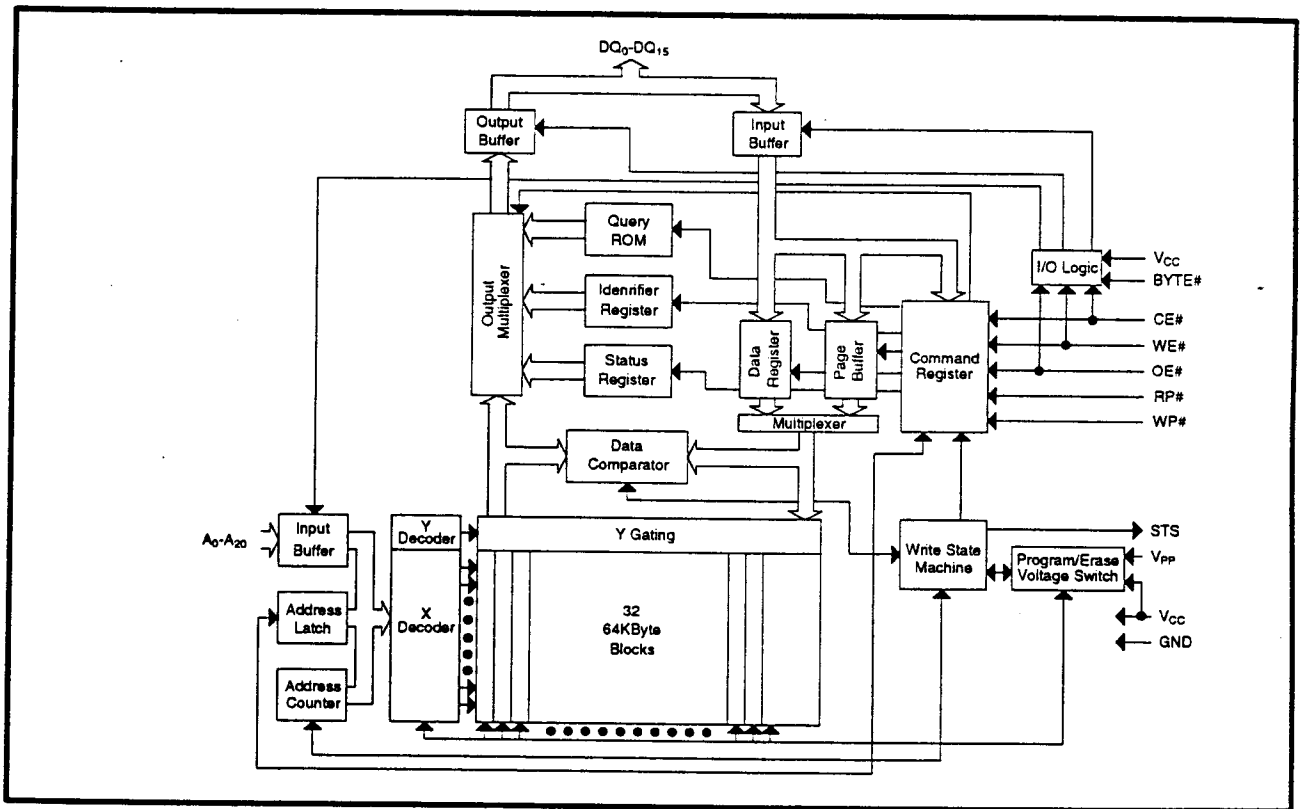 DQ₀-DQ₁₅
Output
Buffer
Input
Buffer
Output
Multiplexer
Query
ROM
Idenrifier
Register
Status
Register
Data
Register
Page
Buffer
Command
Register
I/O Logic
VCC
BYTE#
CE#
WE#
OE#
RP#
WP#
Multiplexer
Data
Comparator
A₀-A₂₀
Input
Buffer
Y
Decoder
Y Gating
Address
Latch
X
Decoder
32
64KByte
Blocks
Address
Counter
Write State
Machine
Program/Erase
Voltage Switch
STS
VPP
VCC
GND